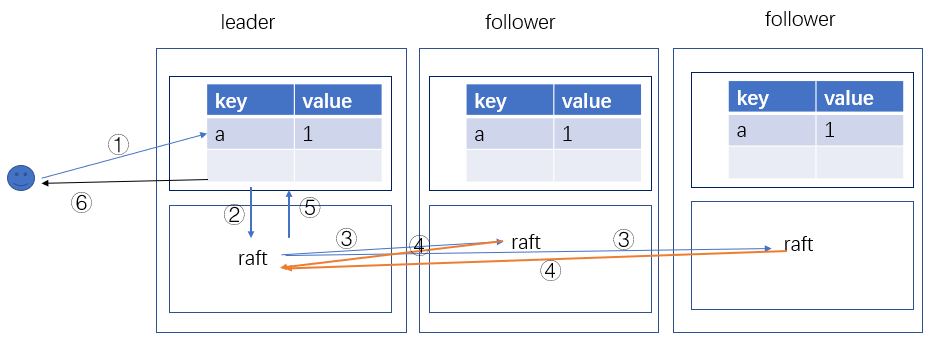 leader
follower
follower
key value
a 1
key value
a 1
key value
a 1
①
⑥
②
⑤
③
④
③
④
raft
raft
raft